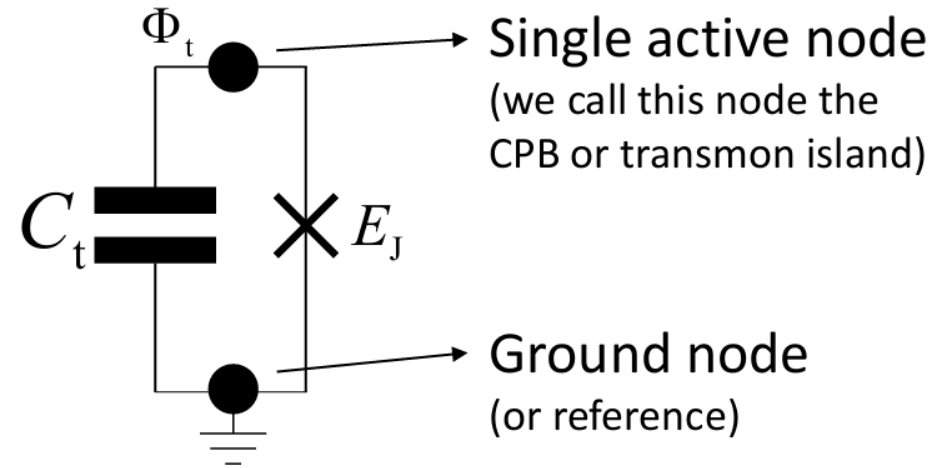 Φt
Single active node
(we call this node the
CPB or transmon island)
Ct
EJ
Ground node
(or reference)